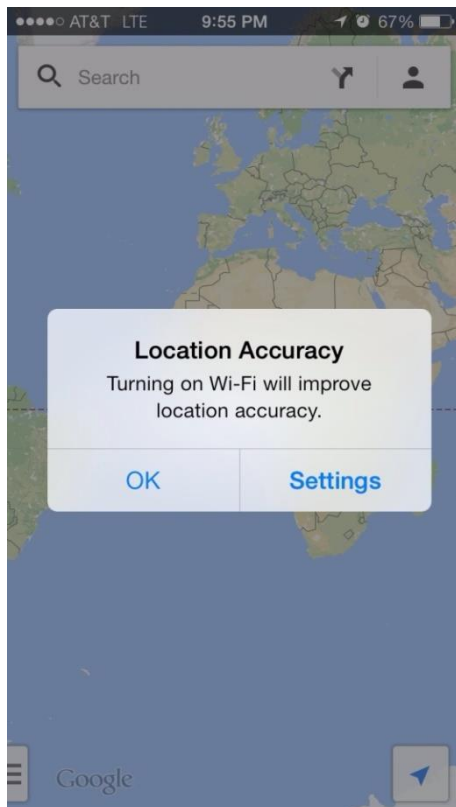 AT&T LTE 9:55 PM 67%
Search
Location Accuracy
Turning on Wi-Fi will improve
location accuracy.
OK Settings
Google